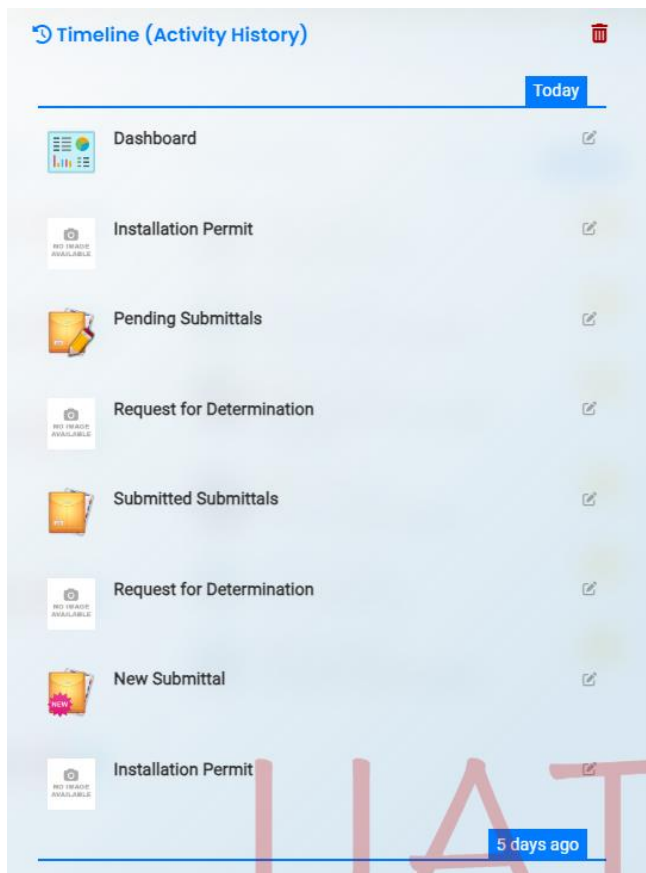 Timeline (Activity History)
Today
Dashboard
NO IMAGE
AVAILABLE
Installation Permit
Pending Submittals
NO IMAGE
AVAILABLE
Request for Determination
Submitted Submittals
NO IMAGE
AVAILABLE
Request for Determination
NEW
New Submittal
NO IMAGE
AVAILABLE
Installation Permit
UAT
5 days ago